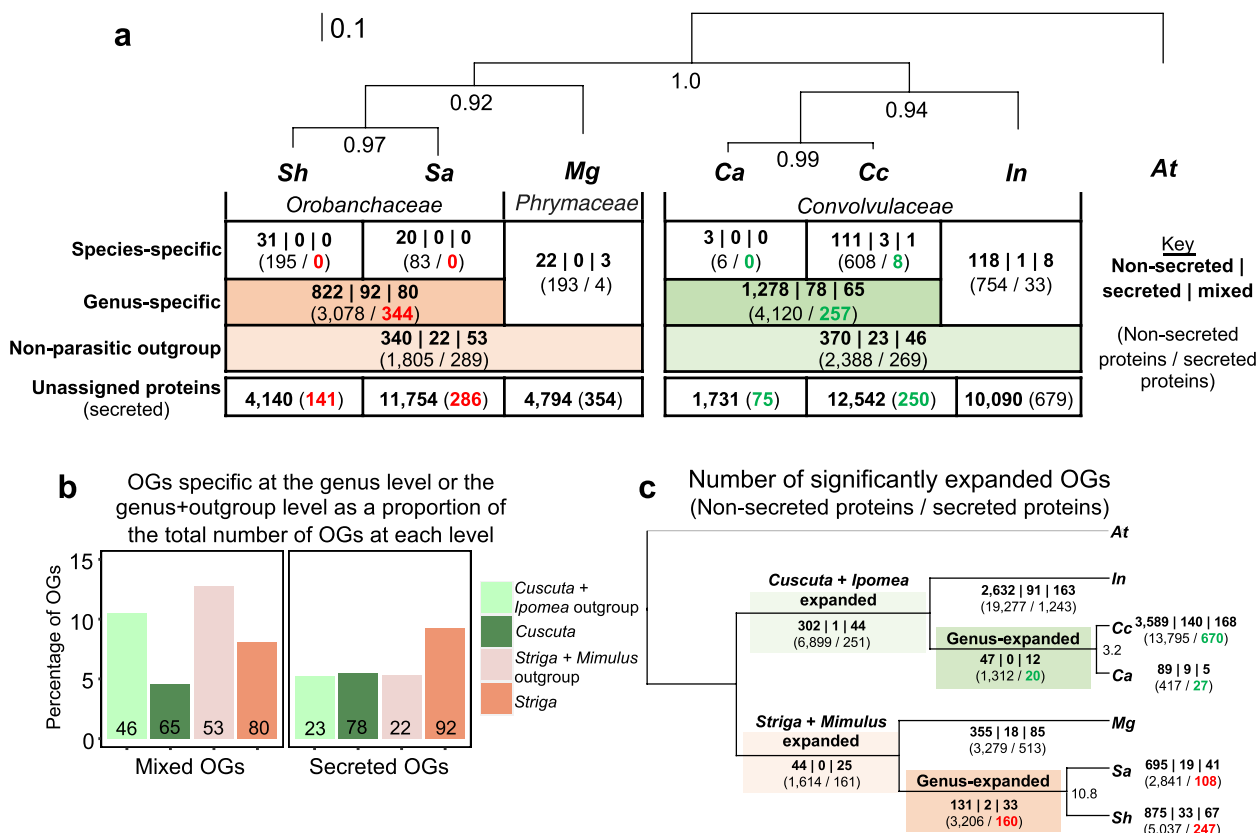 a
0.1
1.0
0.92
0.94
0.97
0.99
Sh Sa Mg Ca Cc In At
Orobanchaceae Phrymaceae Convolvulaceae
Species-specific
31 | 0 | 0
(195 / 0)
20 | 0 | 0
(83 / 0)
22 | 0 | 3
(193 / 4)
3 | 0 | 0
(6 / 0)
111 | 3 | 1
(608 / 8)
118 | 1 | 8
(754 / 33)
Genus-specific
822 | 92 | 80
(3,078 / 344)
1,278 | 78 | 65
(4,120 / 257)
Non-parasitic outgroup
340 | 22 | 53
(1,805 / 289)
370 | 23 | 46
(2,388 / 269)
Unassigned proteins
(secreted)
4,140 (141) 11,754 (286) 4,794 (354) 1,731 (75) 12,542 (250) 10,090 (679)
Key
Non-secreted |
secreted | mixed
(Non-secreted
proteins / secreted
proteins)
b
OGs specific at the genus level or the
genus+outgroup level as a proportion of
the total number of OGs at each level
Percentage of OGs
15
10
5
0
46 65 53 80
23 78 22 92
Mixed OGs Secreted OGs
Cuscuta +
Ipomea outgroup
Cuscuta
Striga + Mimulus
outgroup
Striga
c
Number of significantly expanded OGs
(Non-secreted proteins / secreted proteins)
At
Cuscuta + Ipomea
expanded
302 | 1 | 44
(6,899 / 251)
In
2,632 | 91 | 163
(19,277 / 1,243)
Genus-expanded
47 | 0 | 12
(1,312 / 20)
3.2
Cc
3,589 | 140 | 168
(13,795 / 670)
Ca
89 | 9 | 5
(417 / 27)
Striga + Mimulus
expanded
44 | 0 | 25
(1,614 / 161)
Mg
355 | 18 | 85
(3,279 / 513)
Genus-expanded
131 | 2 | 33
(3,206 / 160)
10.8
Sa
695 | 19 | 41
(2,841 / 108)
Sh
875 | 33 | 67
(5,037 / 247)